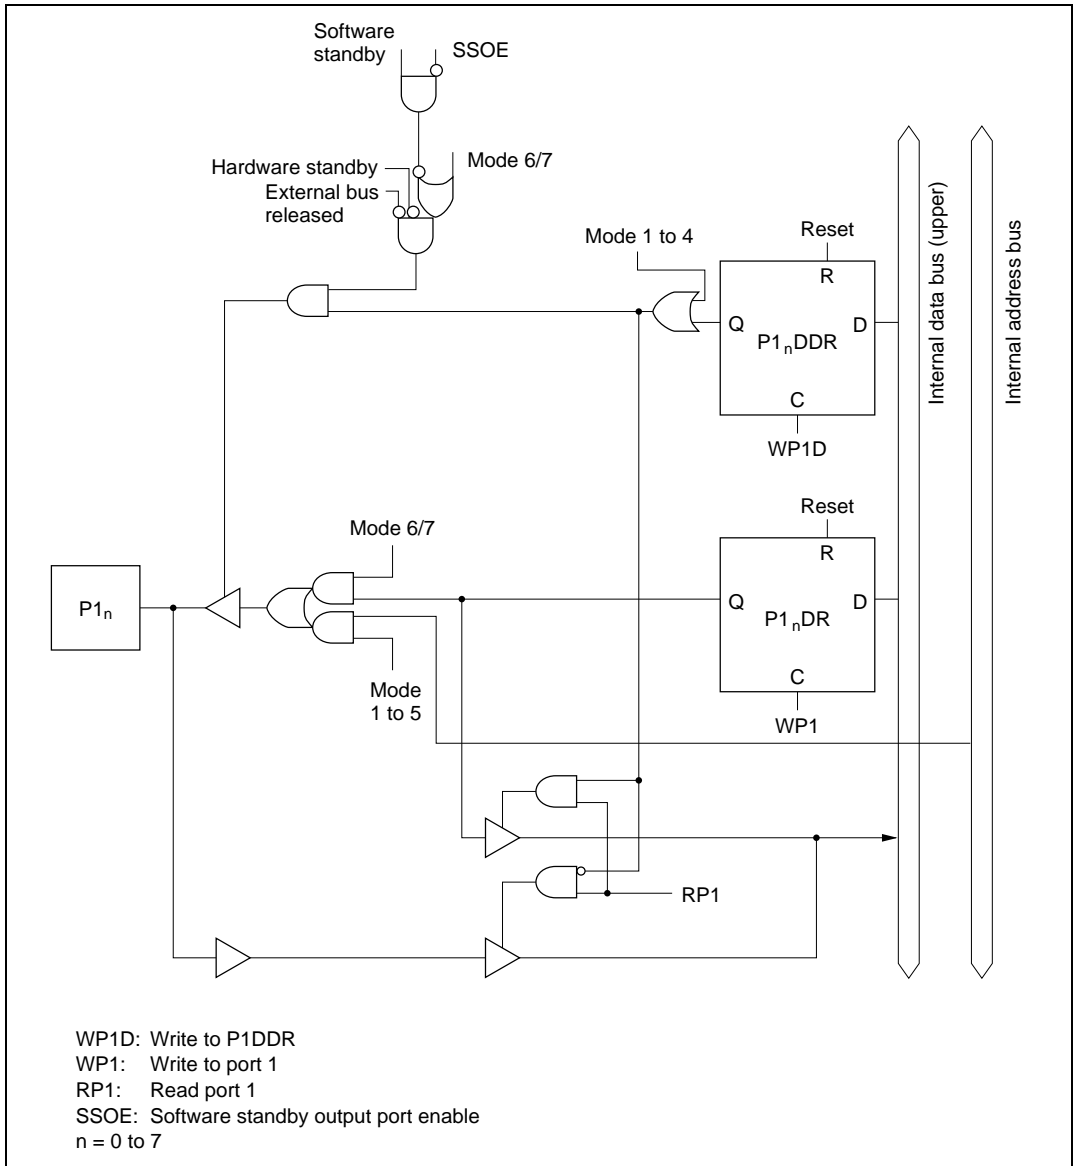 Software
standby
SSOE
Mode 6/7
Hardware standby
External bus
released
Mode 1 to 4
Reset
R
Q
D
P1nDDR
C
WP1D
Internal data bus (upper)
Internal address bus
Mode 6/7
Reset
R
P1n
Q
D
P1nDR
C
Mode
1 to 5
WP1
RP1
WP1D: Write to P1DDR
WP1: Write to port 1
RP1: Read port 1
SSOE: Software standby output port enable
n = 0 to 7